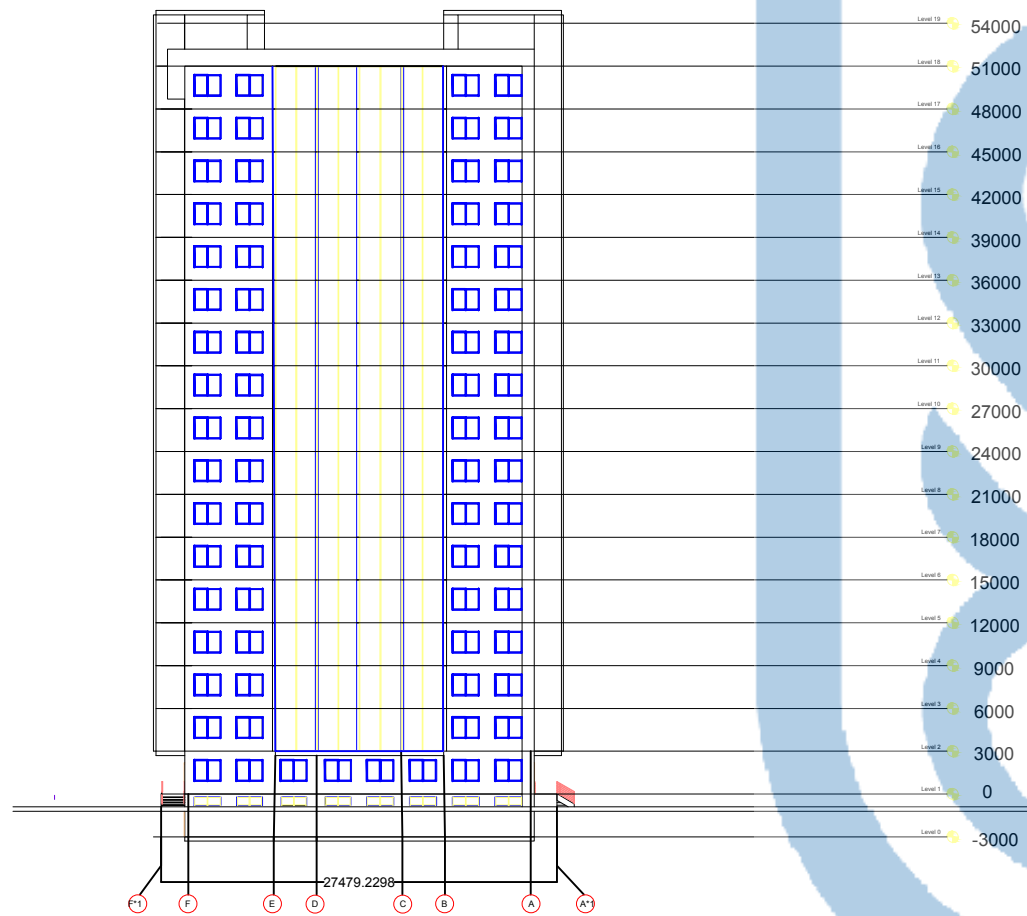 Level 19 54000
Level 18 51000
Level 17 48000
Level 16 45000
Level 15 42000
Level 14 39000
Level 13 36000
Level 12 33000
Level 11 30000
Level 10 27000
Level 9 24000
Level 8 21000
Level 7 18000
Level 6 15000
Level 5 12000
Level 4 9000
Level 3 6000
Level 2 3000
Level 1 0
Level 0 -3000
27479.2298
F*1 F E D C B A A*1